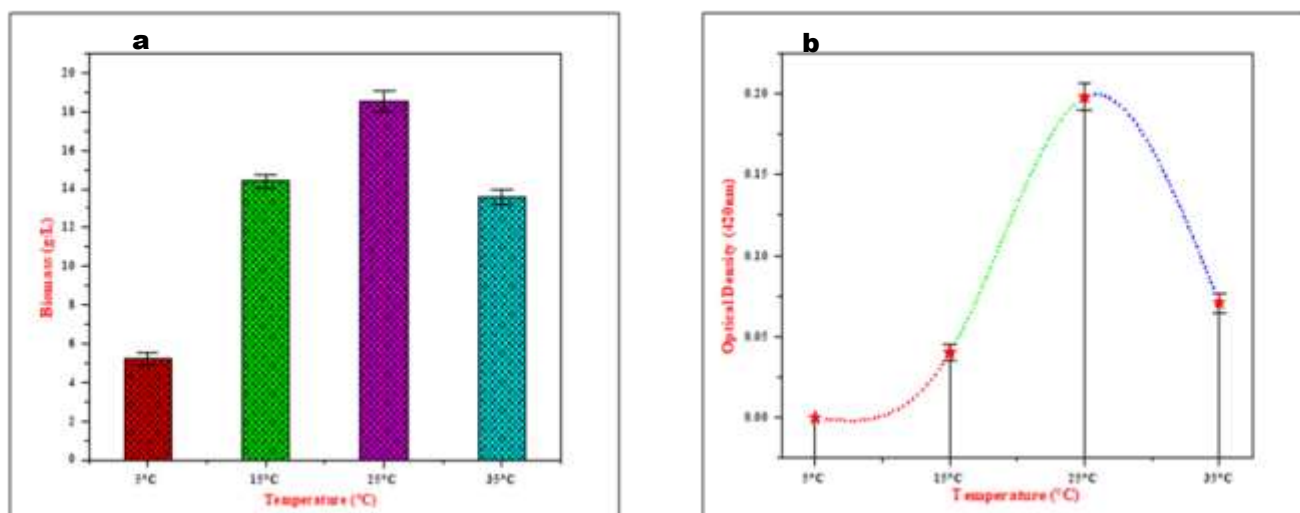 a
20
18
16
14
12
10
8
6
4
2
0
Biomass (g/L)
5°C 15°C 25°C 35°C
Temperature (°C)
b
0.20
0.15
0.10
0.05
0.00
Optical Density (420nm)
5°C 15°C 25°C 35°C
Temperature (°C)